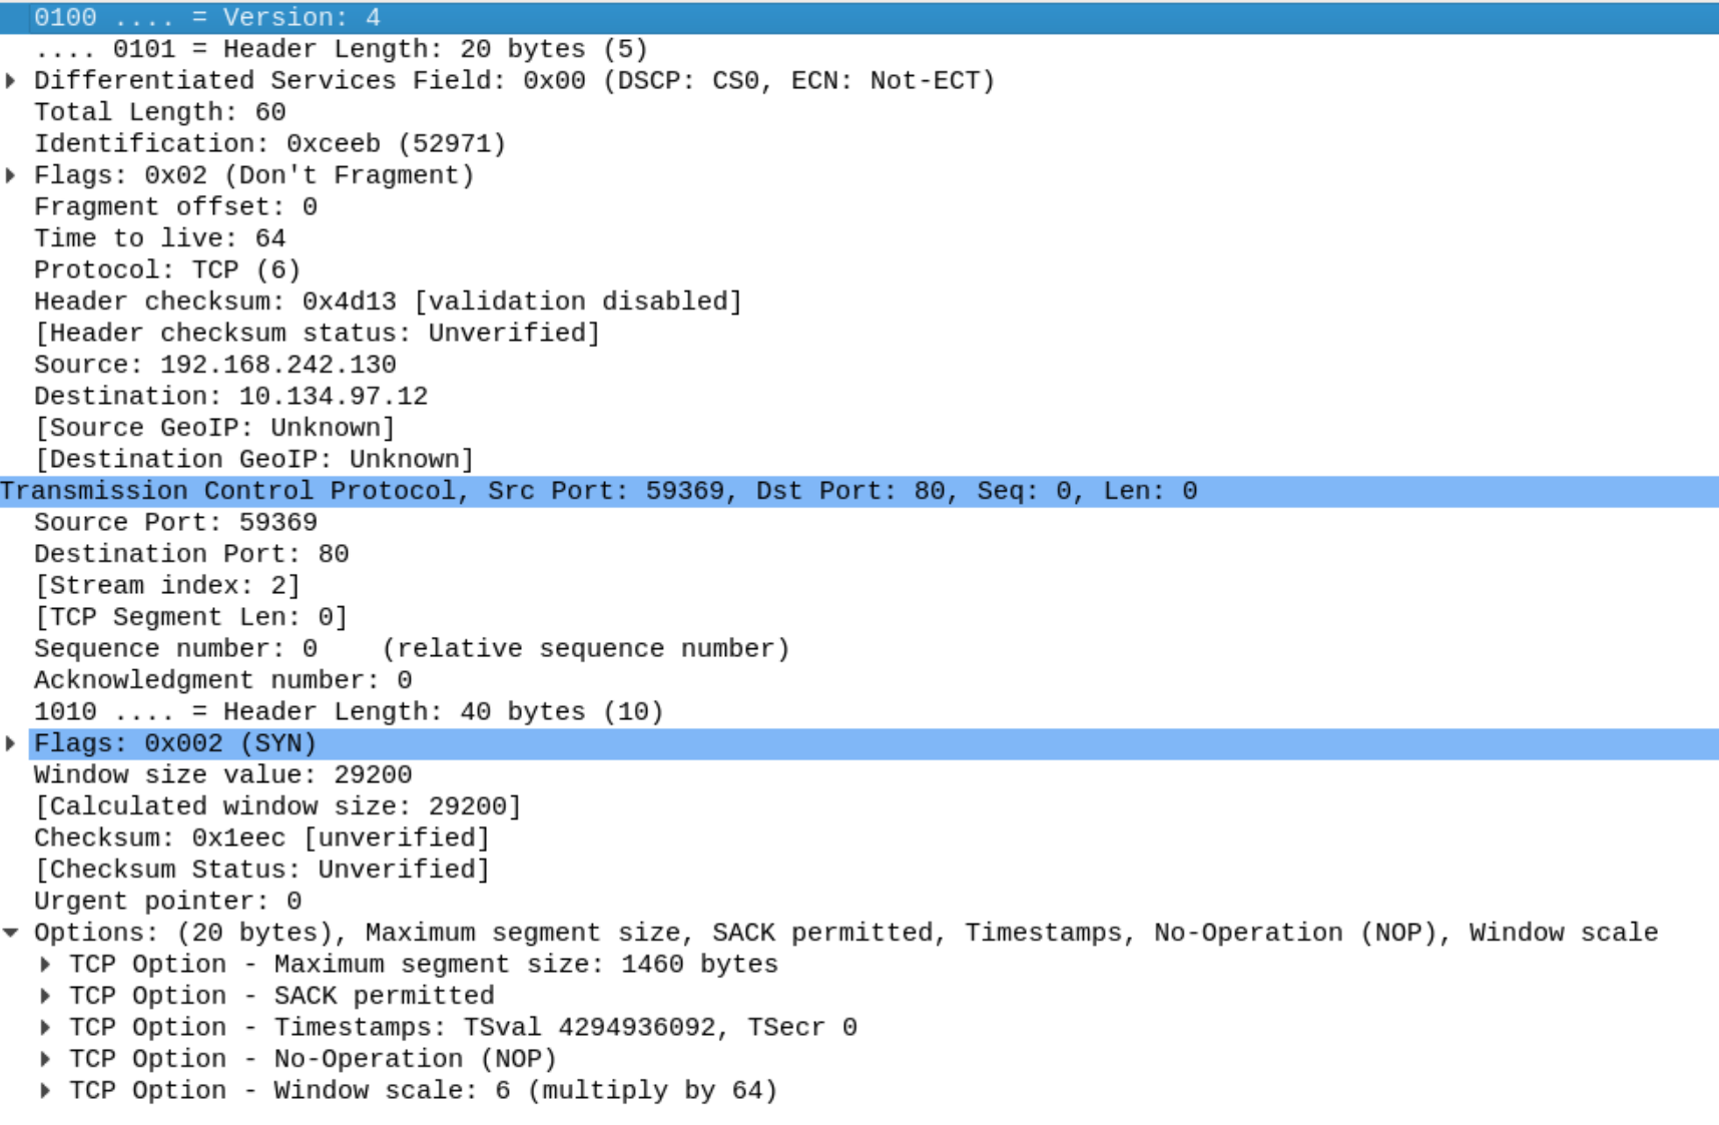 0100 .... = Version: 4
.... 0101 = Header Length: 20 bytes (5)
Differentiated Services Field: 0x00 (DSCP: CS0, ECN: Not-ECT)
Total Length: 60
Identification: 0xceeb (52971)
Flags: 0x02 (Don't Fragment)
Fragment offset: 0
Time to live: 64
Protocol: TCP (6)
Header checksum: 0x4d13 [validation disabled]
[Header checksum status: Unverified]
Source: 192.168.242.130
Destination: 10.134.97.12
[Source GeoIP: Unknown]
[Destination GeoIP: Unknown]
Transmission Control Protocol, Src Port: 59369, Dst Port: 80, Seq: 0, Len: 0
Source Port: 59369
Destination Port: 80
[Stream index: 2]
[TCP Segment Len: 0]
Sequence number: 0    (relative sequence number)
Acknowledgment number: 0
1010 .... = Header Length: 40 bytes (10)
Flags: 0x002 (SYN)
Window size value: 29200
[Calculated window size: 29200]
Checksum: 0x1eec [unverified]
[Checksum Status: Unverified]
Urgent pointer: 0
Options: (20 bytes), Maximum segment size, SACK permitted, Timestamps, No-Operation (NOP), Window scale
TCP Option - Maximum segment size: 1460 bytes
TCP Option - SACK permitted
TCP Option - Timestamps: TSval 4294936092, TSecr 0
TCP Option - No-Operation (NOP)
TCP Option - Window scale: 6 (multiply by 64)